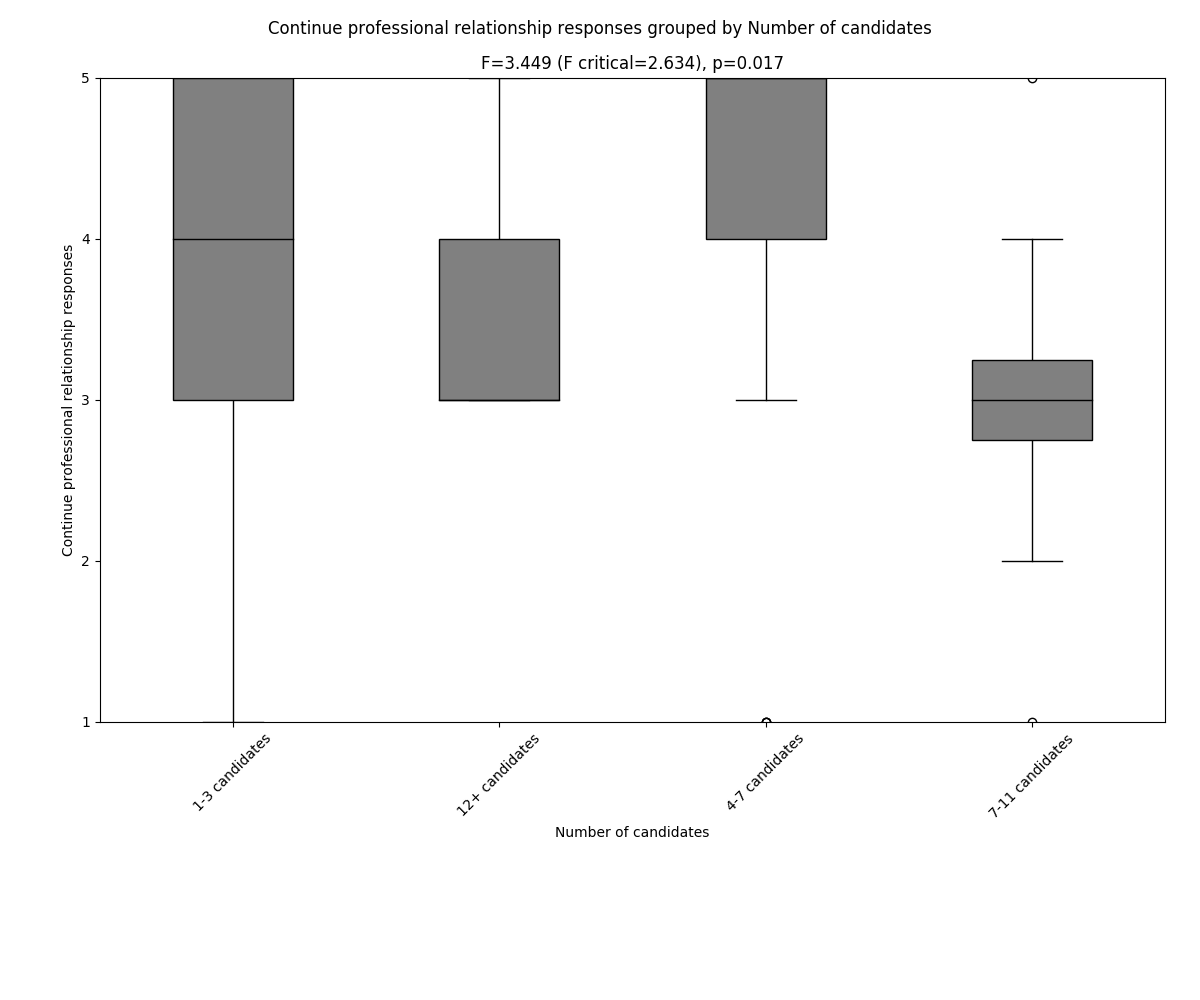 Continue professional relationship responses grouped by Number of candidates
F=3.449 (F critical=2.634), p=0.017
Continue professional relationship responses
5
4
3
2
1
1-3 candidates
12+ candidates
4-7 candidates
7-11 candidates
Number of candidates